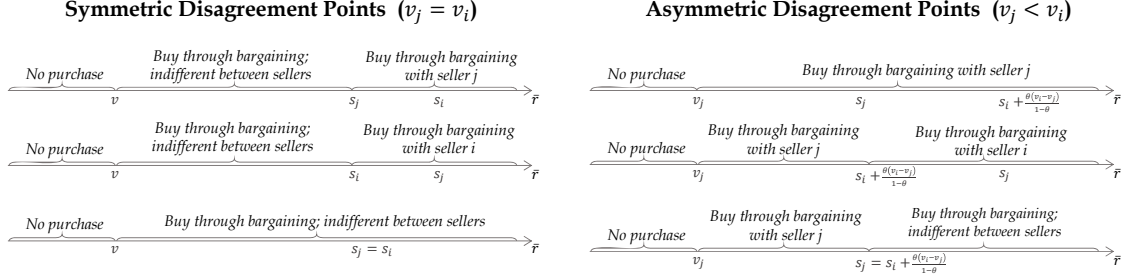 Symmetric Disagreement Points (v_j = v_i)
Buy through bargaining; Buy through bargaining
No purchase indifferent between sellers with seller j
v s_j s_i r̄
Buy through bargaining; Buy through bargaining
No purchase indifferent between sellers with seller i
v s_i s_j r̄
No purchase Buy through bargaining; indifferent between sellers
v s_j = s_i r̄
Asymmetric Disagreement Points (v_j < v_i)
No purchase Buy through bargaining with seller j
v_j s_j s_i + θ(v_i−v_j)/1−θ r̄
Buy through bargaining Buy through bargaining
No purchase with seller j with seller i
v_j s_i + θ(v_i−v_j)/1−θ s_j r̄
Buy through bargaining Buy through bargaining;
No purchase with seller j indifferent between sellers
v_j s_j = s_i + θ(v_i−v_j)/1−θ r̄